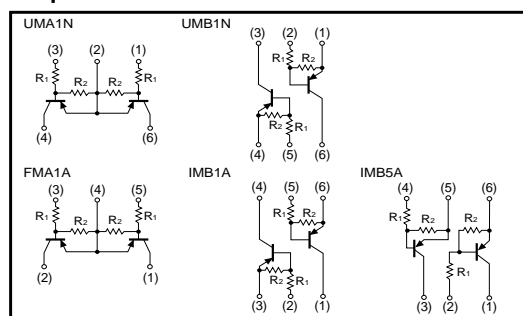 UMA1N
(3) (2) (1)
R1 R2 R2 R1
(4) (6)
UMB1N
(3) (2) (1)
R1 R2
R2 R1
(4) (5) (6)
FMA1A
(3) (4) (5)
R1 R2 R2 R1
(2) (1)
IMB1A
(4) (5) (6)
R1 R2
R2 R1
(3) (2) (1)
IMB5A
(4) (5) (6)
R1 R2 R2
R1
(3) (2) (1)